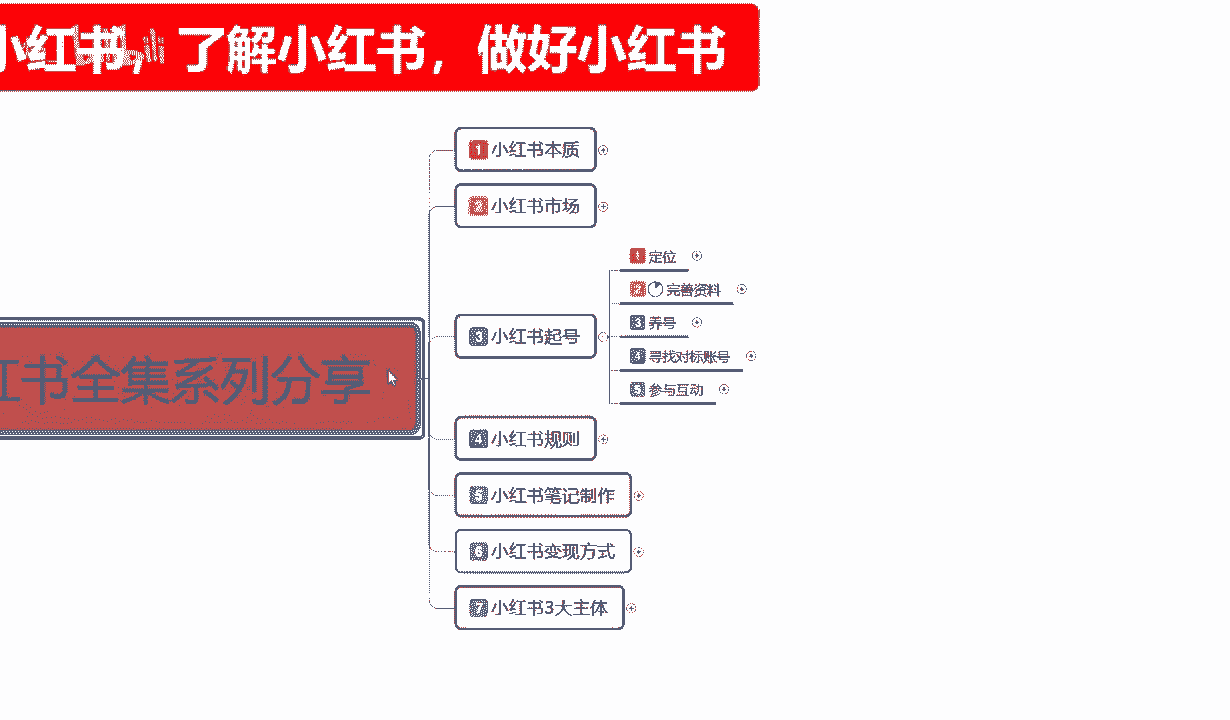 小红书，了解小红书，做好小红书
1 小红书本质
2 小红书市场
3 小红书起号
1 定位
2 完善资料
3 养号
4 寻找对标账号
5 参与互动
红书全集系列分享
4 小红书规则
5 小红书笔记制作
6 小红书变现方式
7 小红书3大主体